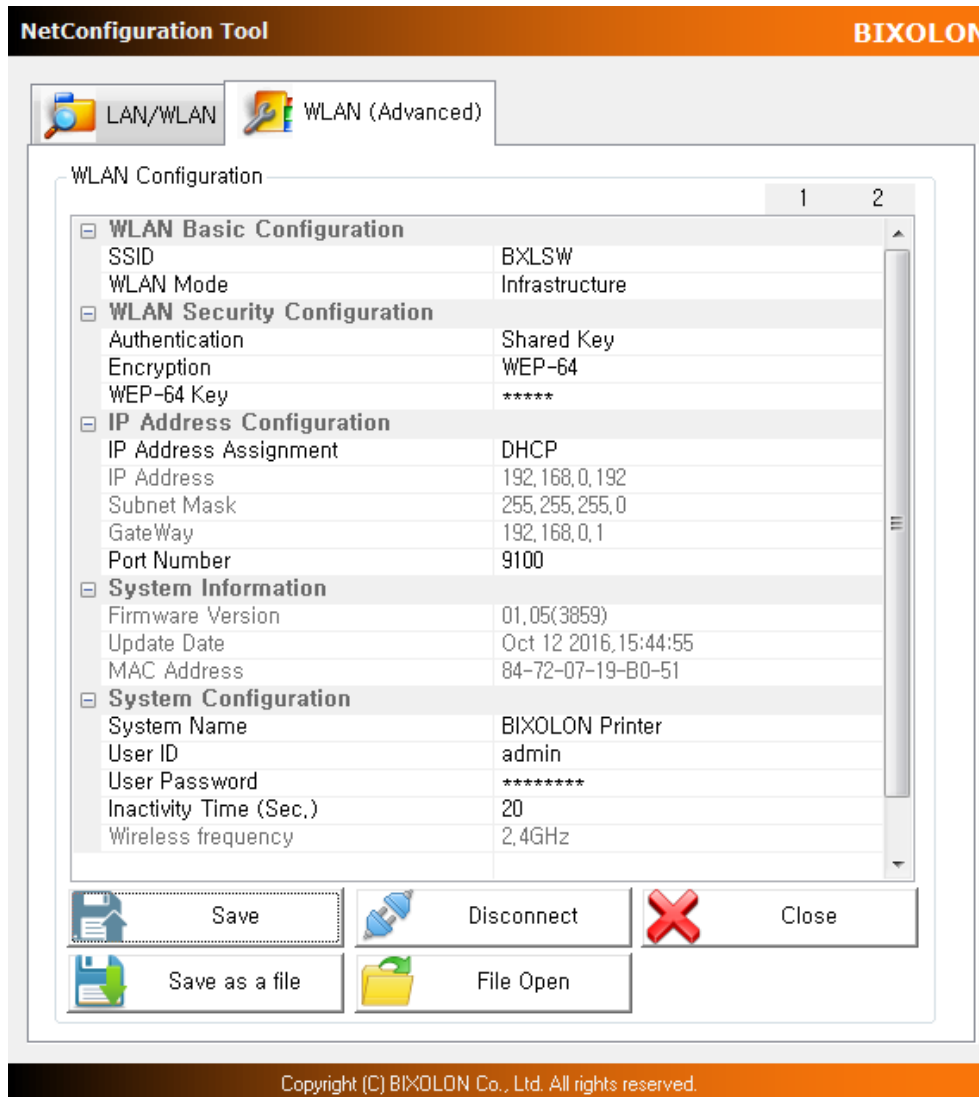 NetConfiguration Tool BIXOLON
LAN/WLAN WLAN (Advanced)
WLAN Configuration
1 2
WLAN Basic Configuration
SSID BXLSW
WLAN Mode Infrastructure
WLAN Security Configuration
Authentication Shared Key
Encryption WEP-64
WEP-64 Key *****
IP Address Configuration
IP Address Assignment DHCP
IP Address 192,168,0,192
Subnet Mask 255,255,255,0
GateWay 192,168,0,1
Port Number 9100
System Information
Firmware Version 01,05(3859)
Update Date Oct 12 2016,15:44:55
MAC Address 84-72-07-19-B0-51
System Configuration
System Name BIXOLON Printer
User ID admin
User Password ********
Inactivity Time (Sec,) 20
Wireless frequency 2,4GHz
Save Disconnect Close
Save as a file File Open
Copyright (C) BIXOLON Co., Ltd. All rights reserved.